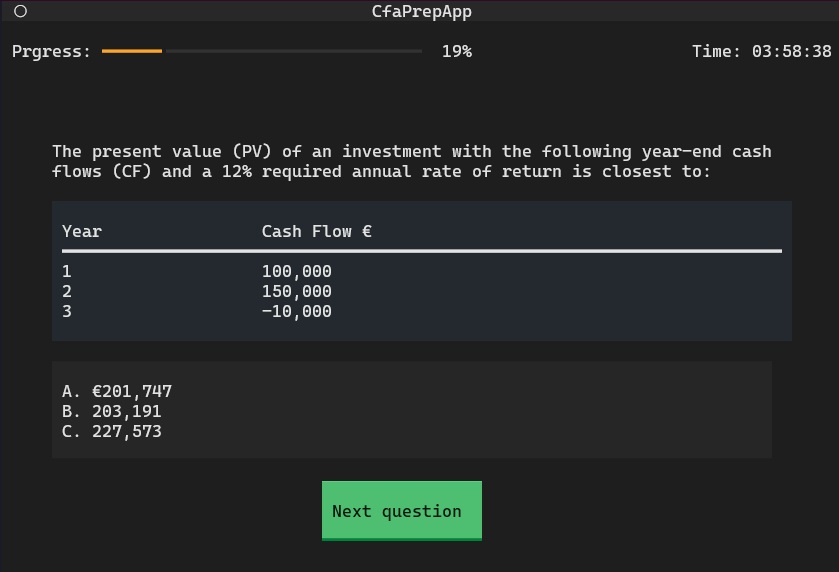 CfaPrepApp
Prgress: 19% Time: 03:58:38
The present value (PV) of an investment with the following year-end cash
flows (CF) and a 12% required annual rate of return is closest to:
Year Cash Flow €
1 100,000
2 150,000
3 -10,000
A. €201,747
B. 203,191
C. 227,573
Next question